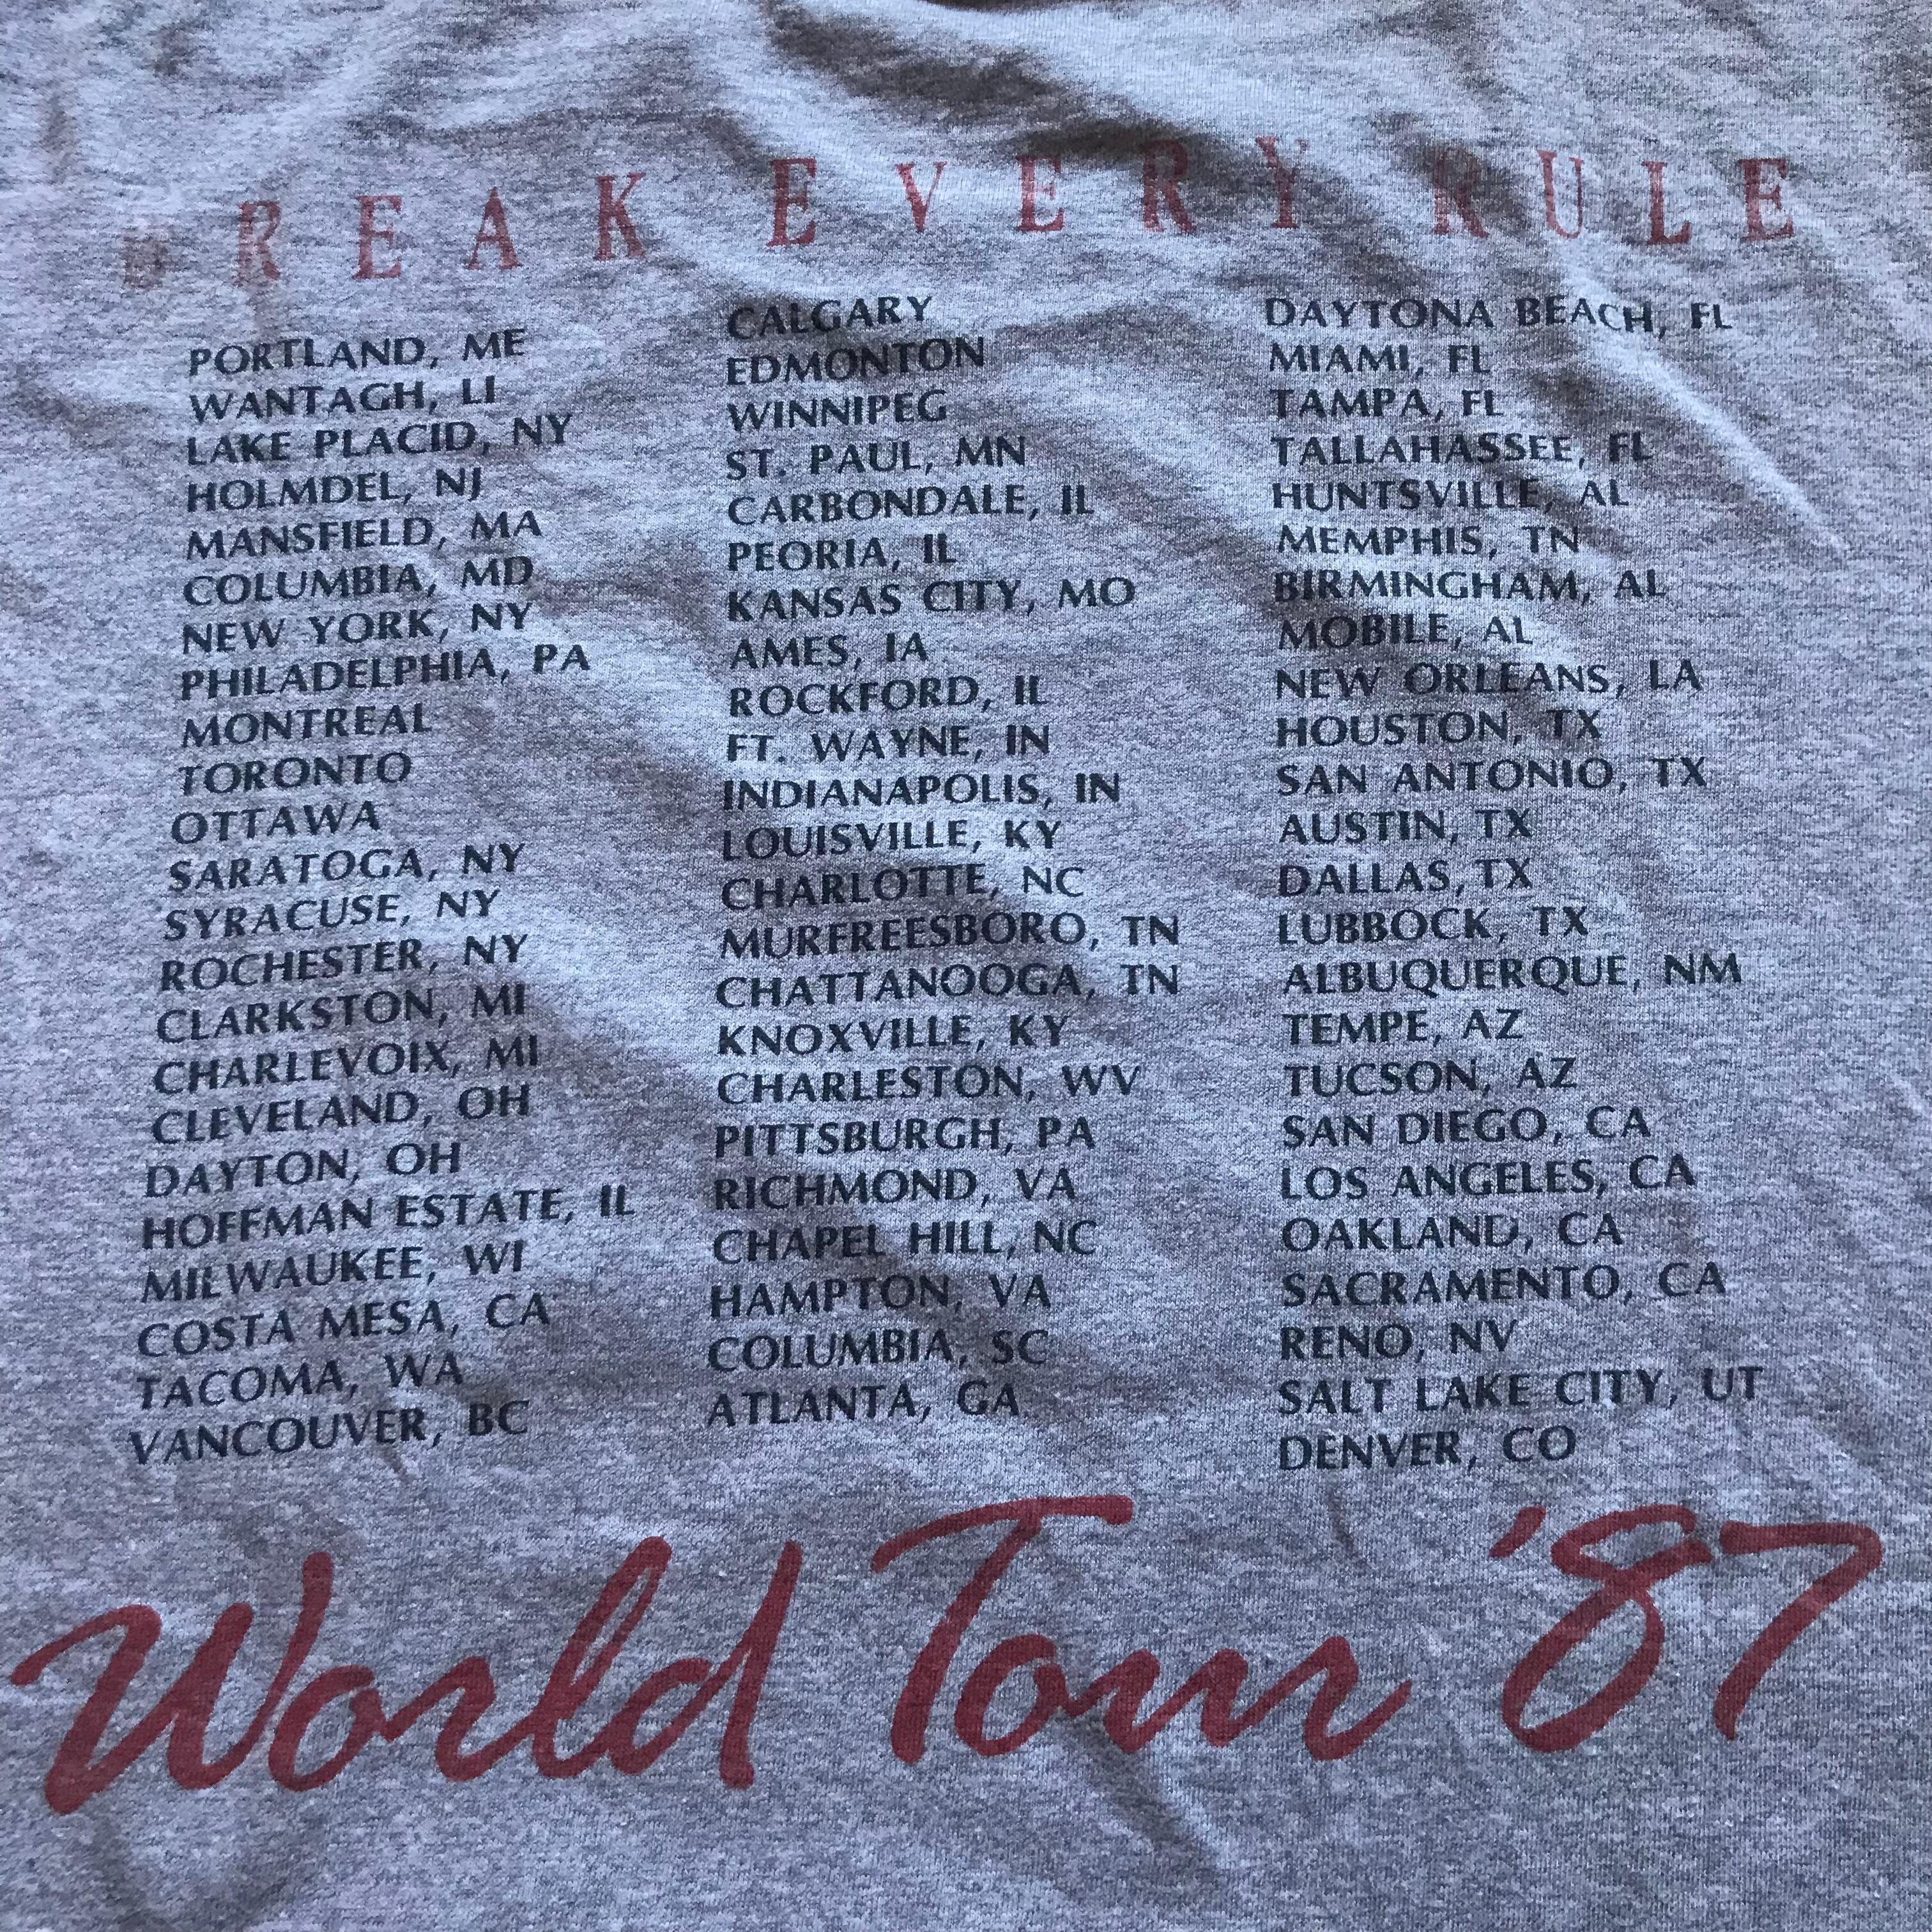 BREAK EVERY RULE
PORTLAND, ME
WANTAGH, LI
LAKE PLACID, NY
HOLMDEL, NJ
MANSFIELD, MA
COLUMBIA, MD
NEW YORK, NY
PHILADELPHIA, PA
MONTREAL
TORONTO
OTTAWA
SARATOGA, NY
SYRACUSE, NY
ROCHESTER, NY
CLARKSTON, MI
CHARLEVOIX, MI
CLEVELAND, OH
DAYTON, OH
HOFFMAN ESTATE, IL
MILWAUKEE, WI
COSTA MESA, CA
TACOMA, WA
VANCOUVER, BC
CALGARY
EDMONTON
WINNIPEG
ST. PAUL, MN
CARBONDALE, IL
PEORIA, IL
KANSAS CITY, MO
AMES, IA
ROCKFORD, IL
FT. WAYNE, IN
INDIANAPOLIS, IN
LOUISVILLE, KY
CHARLOTTE, NC
MURFREESBORO, TN
CHATTANOOGA, TN
KNOXVILLE, KY
CHARLESTON, WV
PITTSBURGH, PA
RICHMOND, VA
CHAPEL HILL, NC
HAMPTON, VA
COLUMBIA, SC
ATLANTA, GA
DAYTONA BEACH, FL
MIAMI, FL
TAMPA, FL
TALLAHASSEE, FL
HUNTSVILLE, AL
MEMPHIS, TN
BIRMINGHAM, AL
MOBILE, AL
NEW ORLEANS, LA
HOUSTON, TX
SAN ANTONIO, TX
AUSTIN, TX
DALLAS, TX
LUBBOCK, TX
ALBUQUERQUE, NM
TEMPE, AZ
TUCSON, AZ
SAN DIEGO, CA
LOS ANGELES, CA
OAKLAND, CA
SACRAMENTO, CA
RENO, NV
SALT LAKE CITY, UT
DENVER, CO
World Tour '87